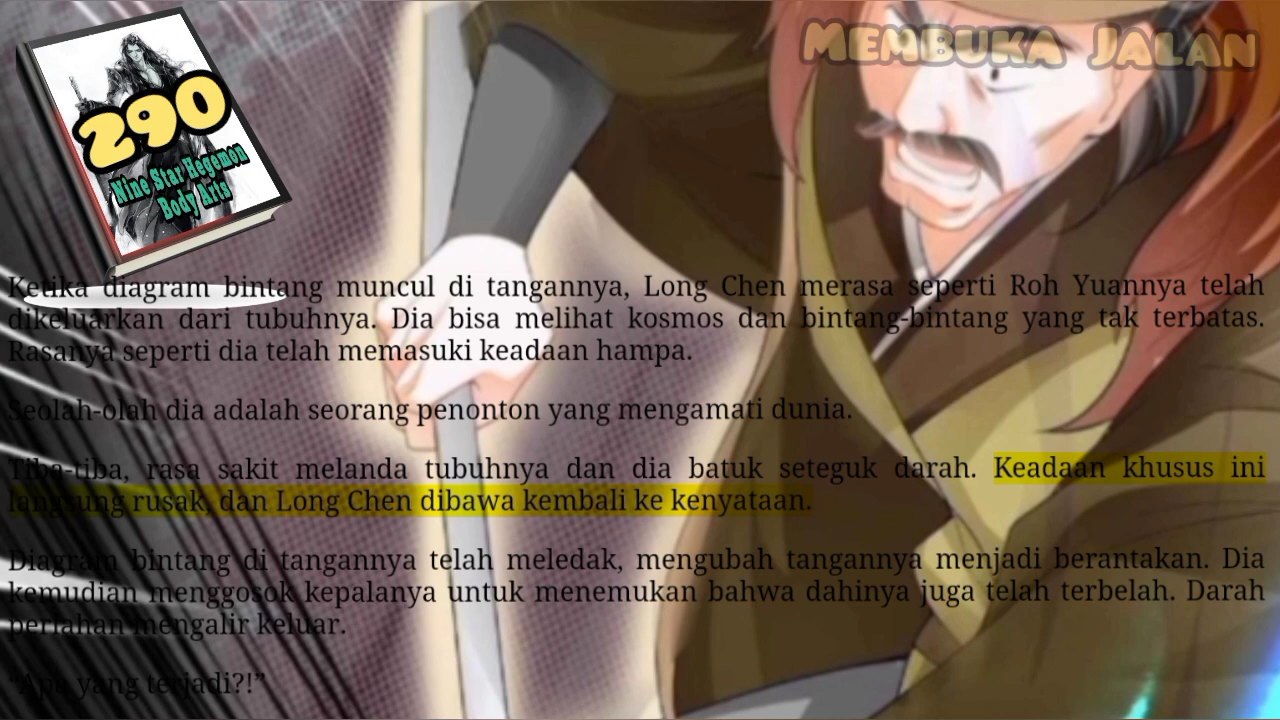 Membuka Jalan
290
Nine Star Hegemon
Body Arts
Ketika diagram bintang muncul di tangannya, Long Chen merasa seperti Roh Yuannya telah
dikeluarkan dari tubuhnya. Dia bisa melihat kosmos dan bintang-bintang yang tak terbatas.
Rasanya seperti dia telah memasuki keadaan hampa.
Seolah-olah dia adalah seorang penonton yang mengamati dunia.
Tiba-tiba, rasa sakit melanda tubuhnya dan dia batuk seteguk darah. Keadaan khusus ini
langsung rusak, dan Long Chen dibawa kembali ke kenyataan.
Diagram bintang di tangannya telah meledak, mengubah tangannya menjadi berantakan. Dia
kemudian menggosok kepalanya untuk menemukan bahwa dahinya juga telah terbelah. Darah
perlahan mengalir keluar.
“Apa yang terjadi?!”